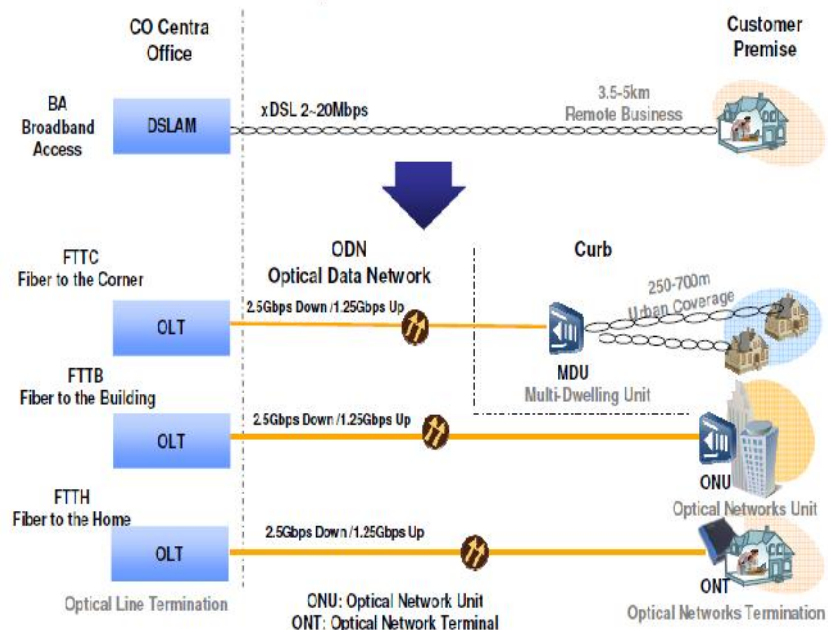 CO Centra
Office
Customer
Premise
BA
Broadband
Access
DSLAM
xDSL 2~20Mbps
3.5-5km
Remote Business
FTTC
Fiber to the Corner
ODN
Optical Data Network
Curb
OLT
2.5Gbps Down /1.25Gbps Up
250-700m
Urban Coverage
MDU
Multi-Dwelling Unit
FTTB
Fiber to the Building
OLT
2.5Gbps Down /1.25Gbps Up
ONU
Optical Networks Unit
FTTH
Fiber to the Home
OLT
2.5Gbps Down /1.25Gbps Up
ONT
Optical Line Termination
ONU: Optical Network Unit
ONT: Optical Network Terminal
Optical Networks Termination